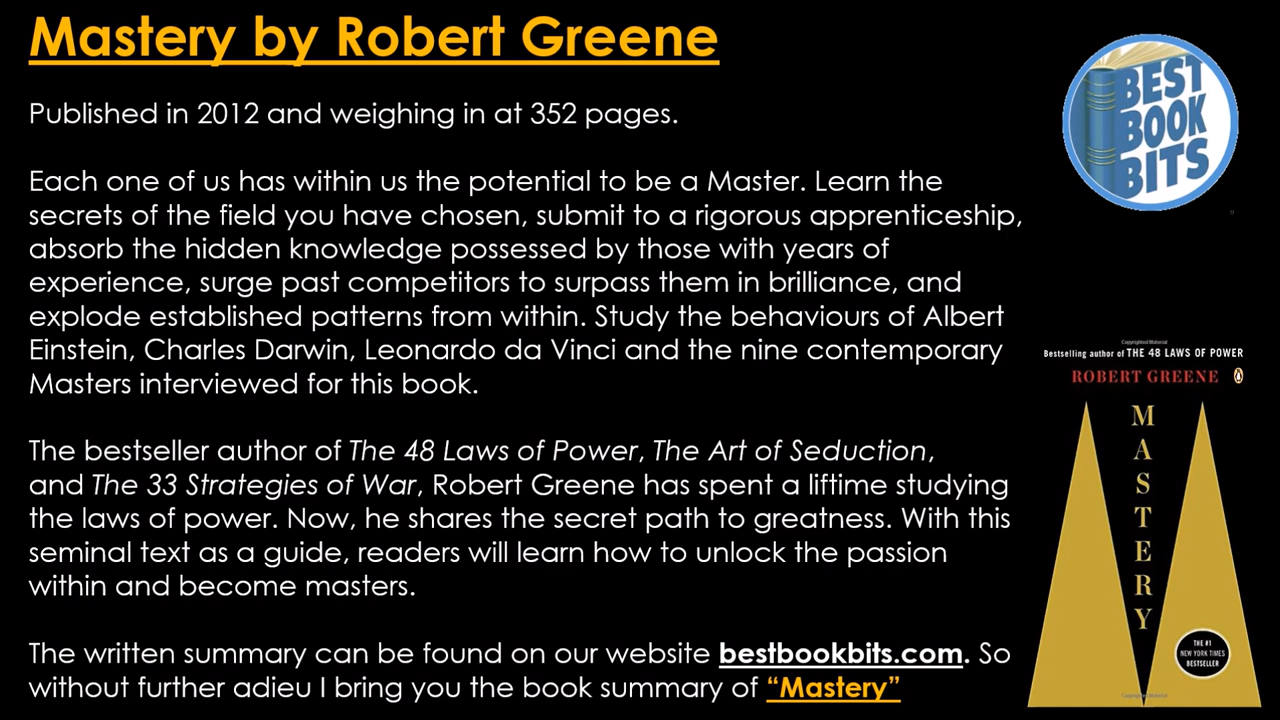 Mastery by Robert Greene
Published in 2012 and weighing in at 352 pages.
Each one of us has within us the potential to be a Master. Learn the
secrets of the field you have chosen, submit to a rigorous apprenticeship,
absorb the hidden knowledge possessed by those with years of
experience, surge past competitors to surpass them in brilliance, and
explode established patterns from within. Study the behaviours of Albert
Einstein, Charles Darwin, Leonardo da Vinci and the nine contemporary
Masters interviewed for this book.
The bestseller author of The 48 Laws of Power, The Art of Seduction,
and The 33 Strategies of War, Robert Greene has spent a liftime studying
the laws of power. Now, he shares the secret path to greatness. With this
seminal text as a guide, readers will learn how to unlock the passion
within and become masters.
The written summary can be found on our website bestbookbits.com. So
without further adieu I bring you the book summary of “Mastery”
BEST
BOOK
BITS
Copyrighted Material
Bestselling author of THE 48 LAWS OF POWER
ROBERT GREENE
MASTERY
THE #1
NEW YORK TIMES
BESTSELLER
Copyrighted Material